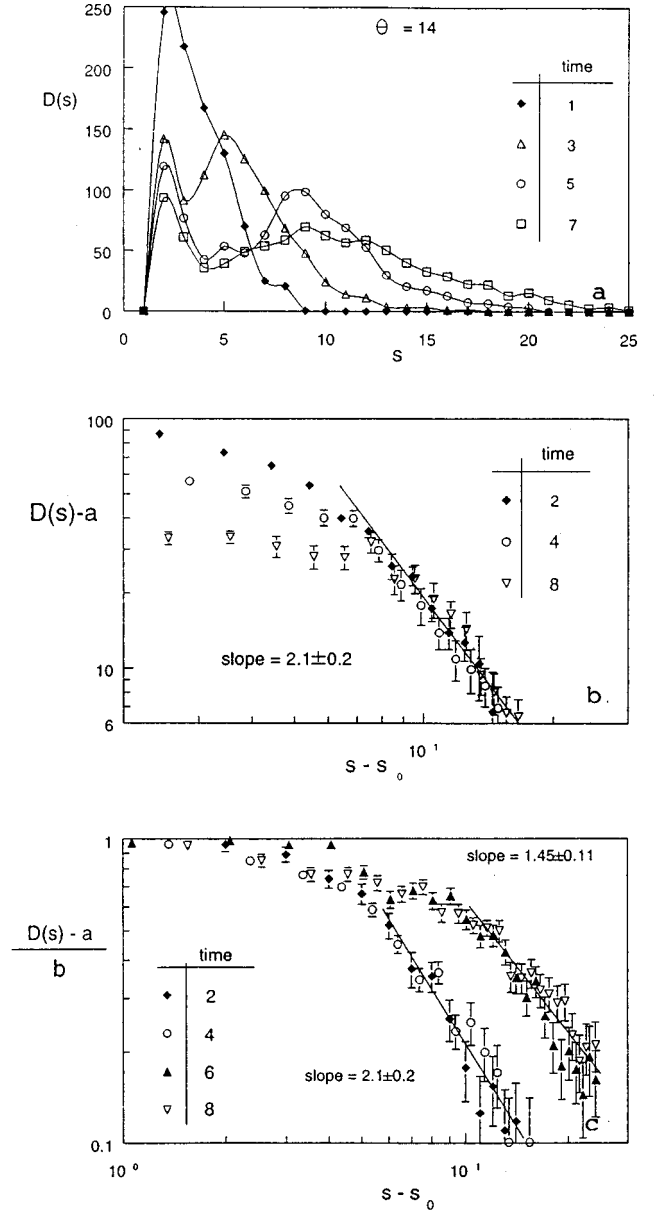 250
200
150
100
50
0
D(s)
Θ = 14
time
1
3
5
7
a
0 5 10 15 20 25
s
100
10
6
D(s)-a
time
2
4
8
slope = 2.1±0.2
b.
10¹
s - s₀
1
0.1
D(s) - a
b
slope = 1.45±0.11
time
2
4
6
8
slope = 2.1±0.2
c
10⁰ 10¹
s - s₀